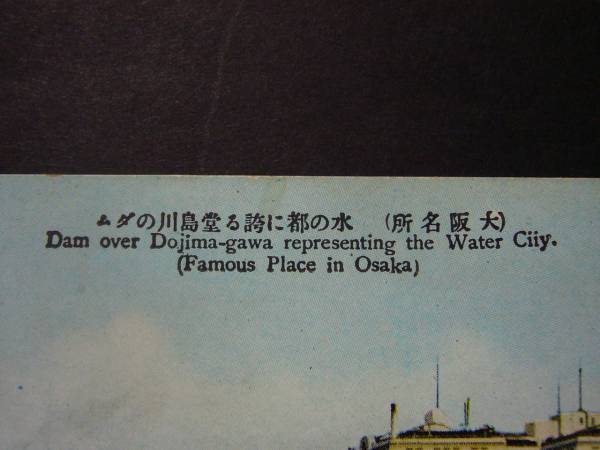 (大阪名所) 水の都に誇る堂島川のダム
Dam over Dojima-gawa representing the Water Ciiy.
(Famous Place in Osaka)